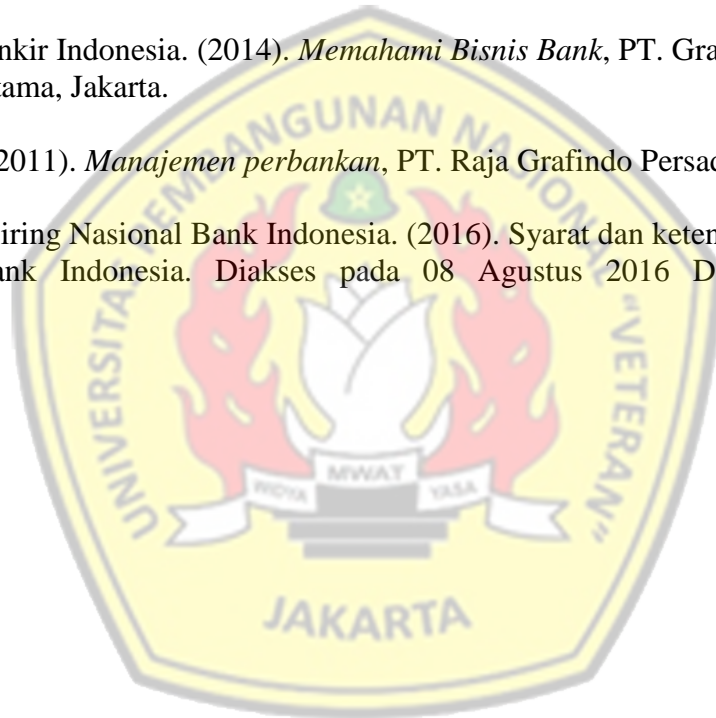 nkir Indonesia. (2014). Memahami Bisnis Bank, PT. Gra
tama, Jakarta.
2011). Manajemen perbankan, PT. Raja Grafindo Persad
iring Nasional Bank Indonesia. (2016). Syarat dan keten
ank Indonesia. Diakses pada 08 Agustus 2016 D
UNIVERSITAS PEMBANGUNAN NASIONAL "VETERAN"
WIDYA MWAT YASA
JAKARTA